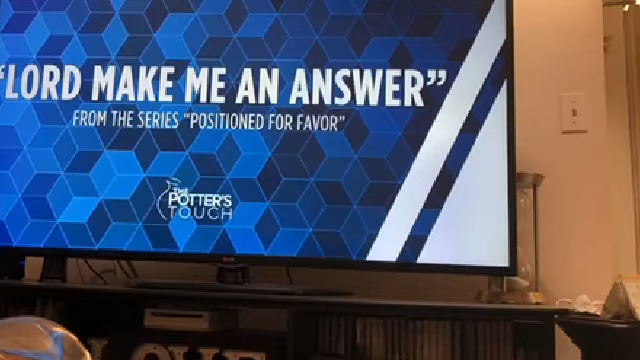 "LORD MAKE ME AN ANSWER"
FROM THE SERIES "POSITIONED FOR FAVOR"
THE
POTTER'S
TOUCH